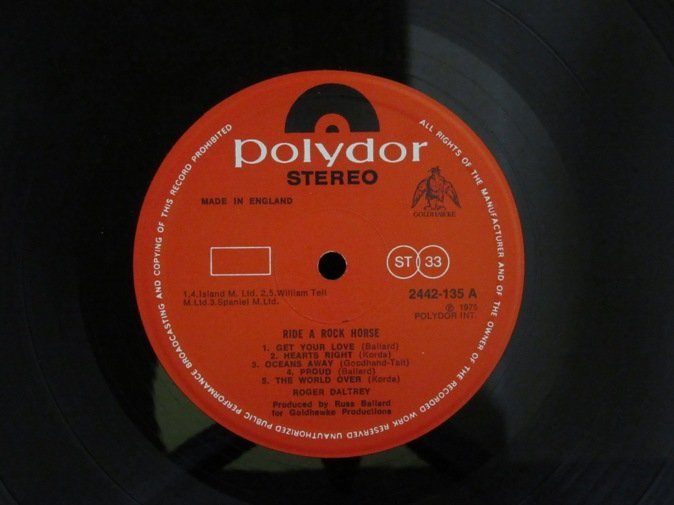 polydor
STEREO
MADE IN ENGLAND
GOLDHAWKE
ST 33
1,4.Island M. Ltd. 2,5.William Tell
M.Ltd.3.Spaniel M.Ltd.
2442-135 A
℗ 1975
POLYDOR INT.
RIDE A ROCK HORSE
1. GET YOUR LOVE (Ballard)
2. HEARTS RIGHT (Korda)
3. OCEANS AWAY (Goodhand-Tait)
4. PROUD (Ballard)
5. THE WORLD OVER (Korda)
ROGER DALTREY
Produced by Russ Ballard
for Goldhawke Productions
ALL RIGHTS OF THE MANUFACTURER AND OF THE OWNER OF THE RECORDED WORK RESERVED UNAUTHORIZED PUBLIC PERFORMANCE BROADCASTING AND COPYING OF THIS RECORD PROHIBITED